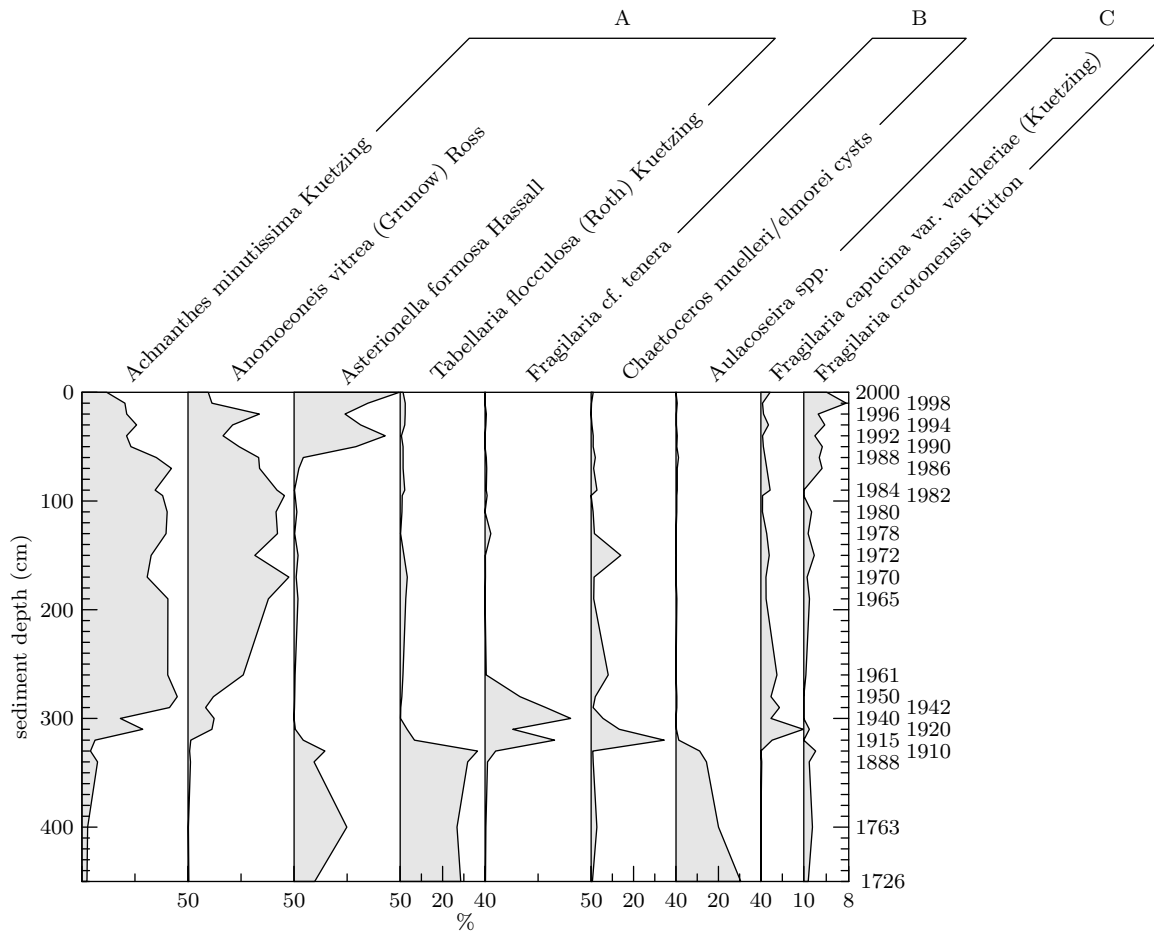 A B C
Achnanthes minutissima Kuetzing
Anomoeoneis vitrea (Grunow) Ross
Asterionella formosa Hassall
Tabellaria flocculosa (Roth) Kuetzing
Fragilaria cf. tenera
Chaetoceros muelleri/elmorei cysts
Aulacoseira spp.
Fragilaria capucina var. vaucheriae (Kuetzing)
Fragilaria crotonensis Kitton
sediment depth (cm)
0
100
200
300
400
2000
1998
1996
1994
1992
1990
1988
1986
1984
1982
1980
1978
1972
1970
1965
1961
1950
1942
1940
1920
1915
1910
1888
1763
1726
50 50 50 20 40 50 20 40 20 40 10 8
%